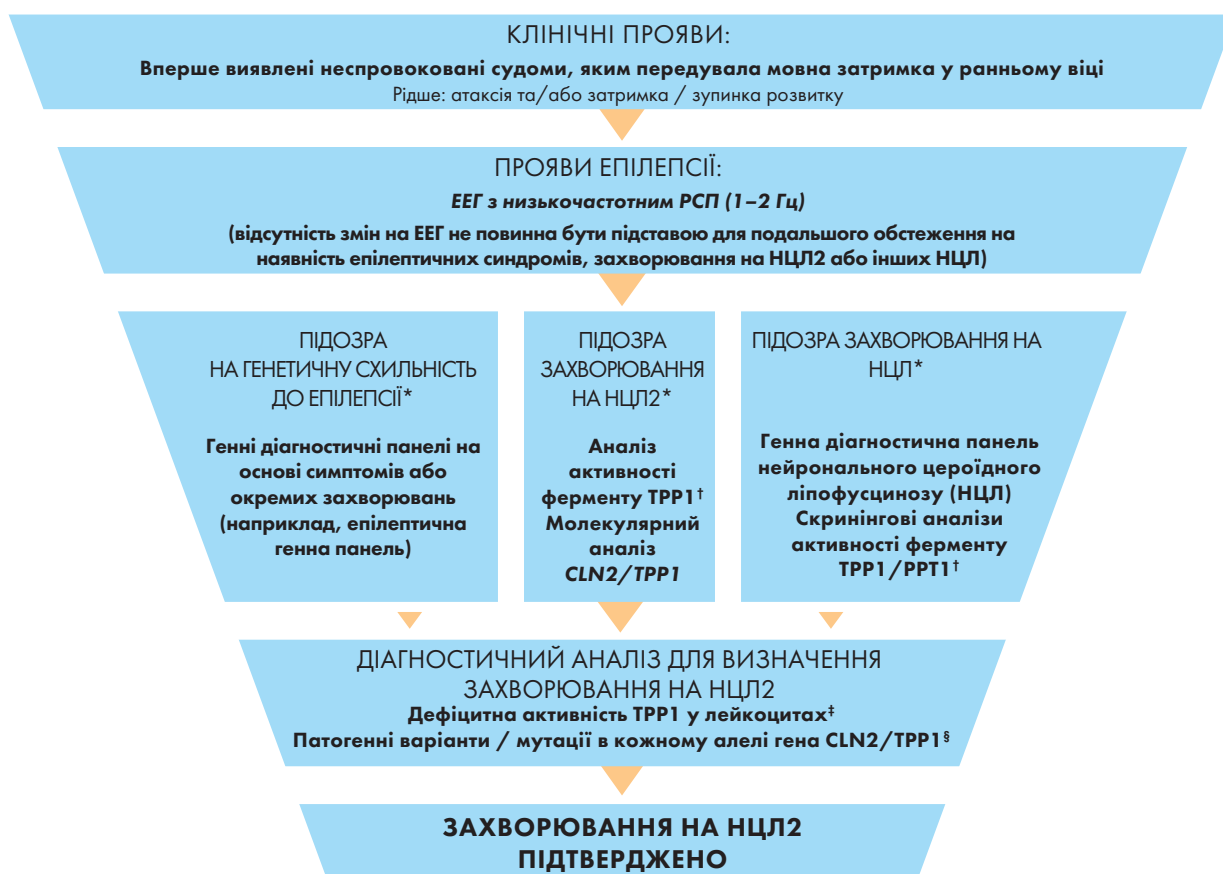 КЛІНІЧНІ ПРОЯВИ:
Вперше виявлені неспровоковані судоми, яким передувала мовна затримка у ранньому віці
Рідше: атаксія та/або затримка / зупинка розвитку
ПРОЯВИ ЕПІЛЕПСІЇ:
ЕЕГ з низькочастотним РСП (1–2 Гц)
(відсутність змін на ЕЕГ не повинна бути підставою для подальшого обстеження на
наявність епілептичних синдромів, захворювання на НЦЛ2 або інших НЦЛ)
ПІДОЗРА
НА ГЕНЕТИЧНУ СХИЛЬНІСТЬ
ДО ЕПІЛЕПСІЇ*
Генні діагностичні панелі на
основі симптомів або
окремих захворювань
(наприклад, епілептична
генна панель)
ПІДОЗРА
ЗАХВОРЮВАННЯ
НА НЦЛ2*
Аналіз
активності
ферменту TPP1†
Молекулярний
аналіз
CLN2/TPP1
ПІДОЗРА ЗАХВОРЮВАННЯ НА
НЦЛ*
Генна діагностична панель
нейронального цероїдного
ліпофусцинозу (НЦЛ)
Скринінгові аналізи
активності ферменту
TPP1/PPT1†
ДІАГНОСТИЧНИЙ АНАЛІЗ ДЛЯ ВИЗНАЧЕННЯ
ЗАХВОРЮВАННЯ НА НЦЛ2
Дефіцитна активність TPP1 у лейкоцитах‡
Патогенні варіанти / мутації в кожному алелі гена CLN2/TPP1§
ЗАХВОРЮВАННЯ НА НЦЛ2
ПІДТВЕРДЖЕНО